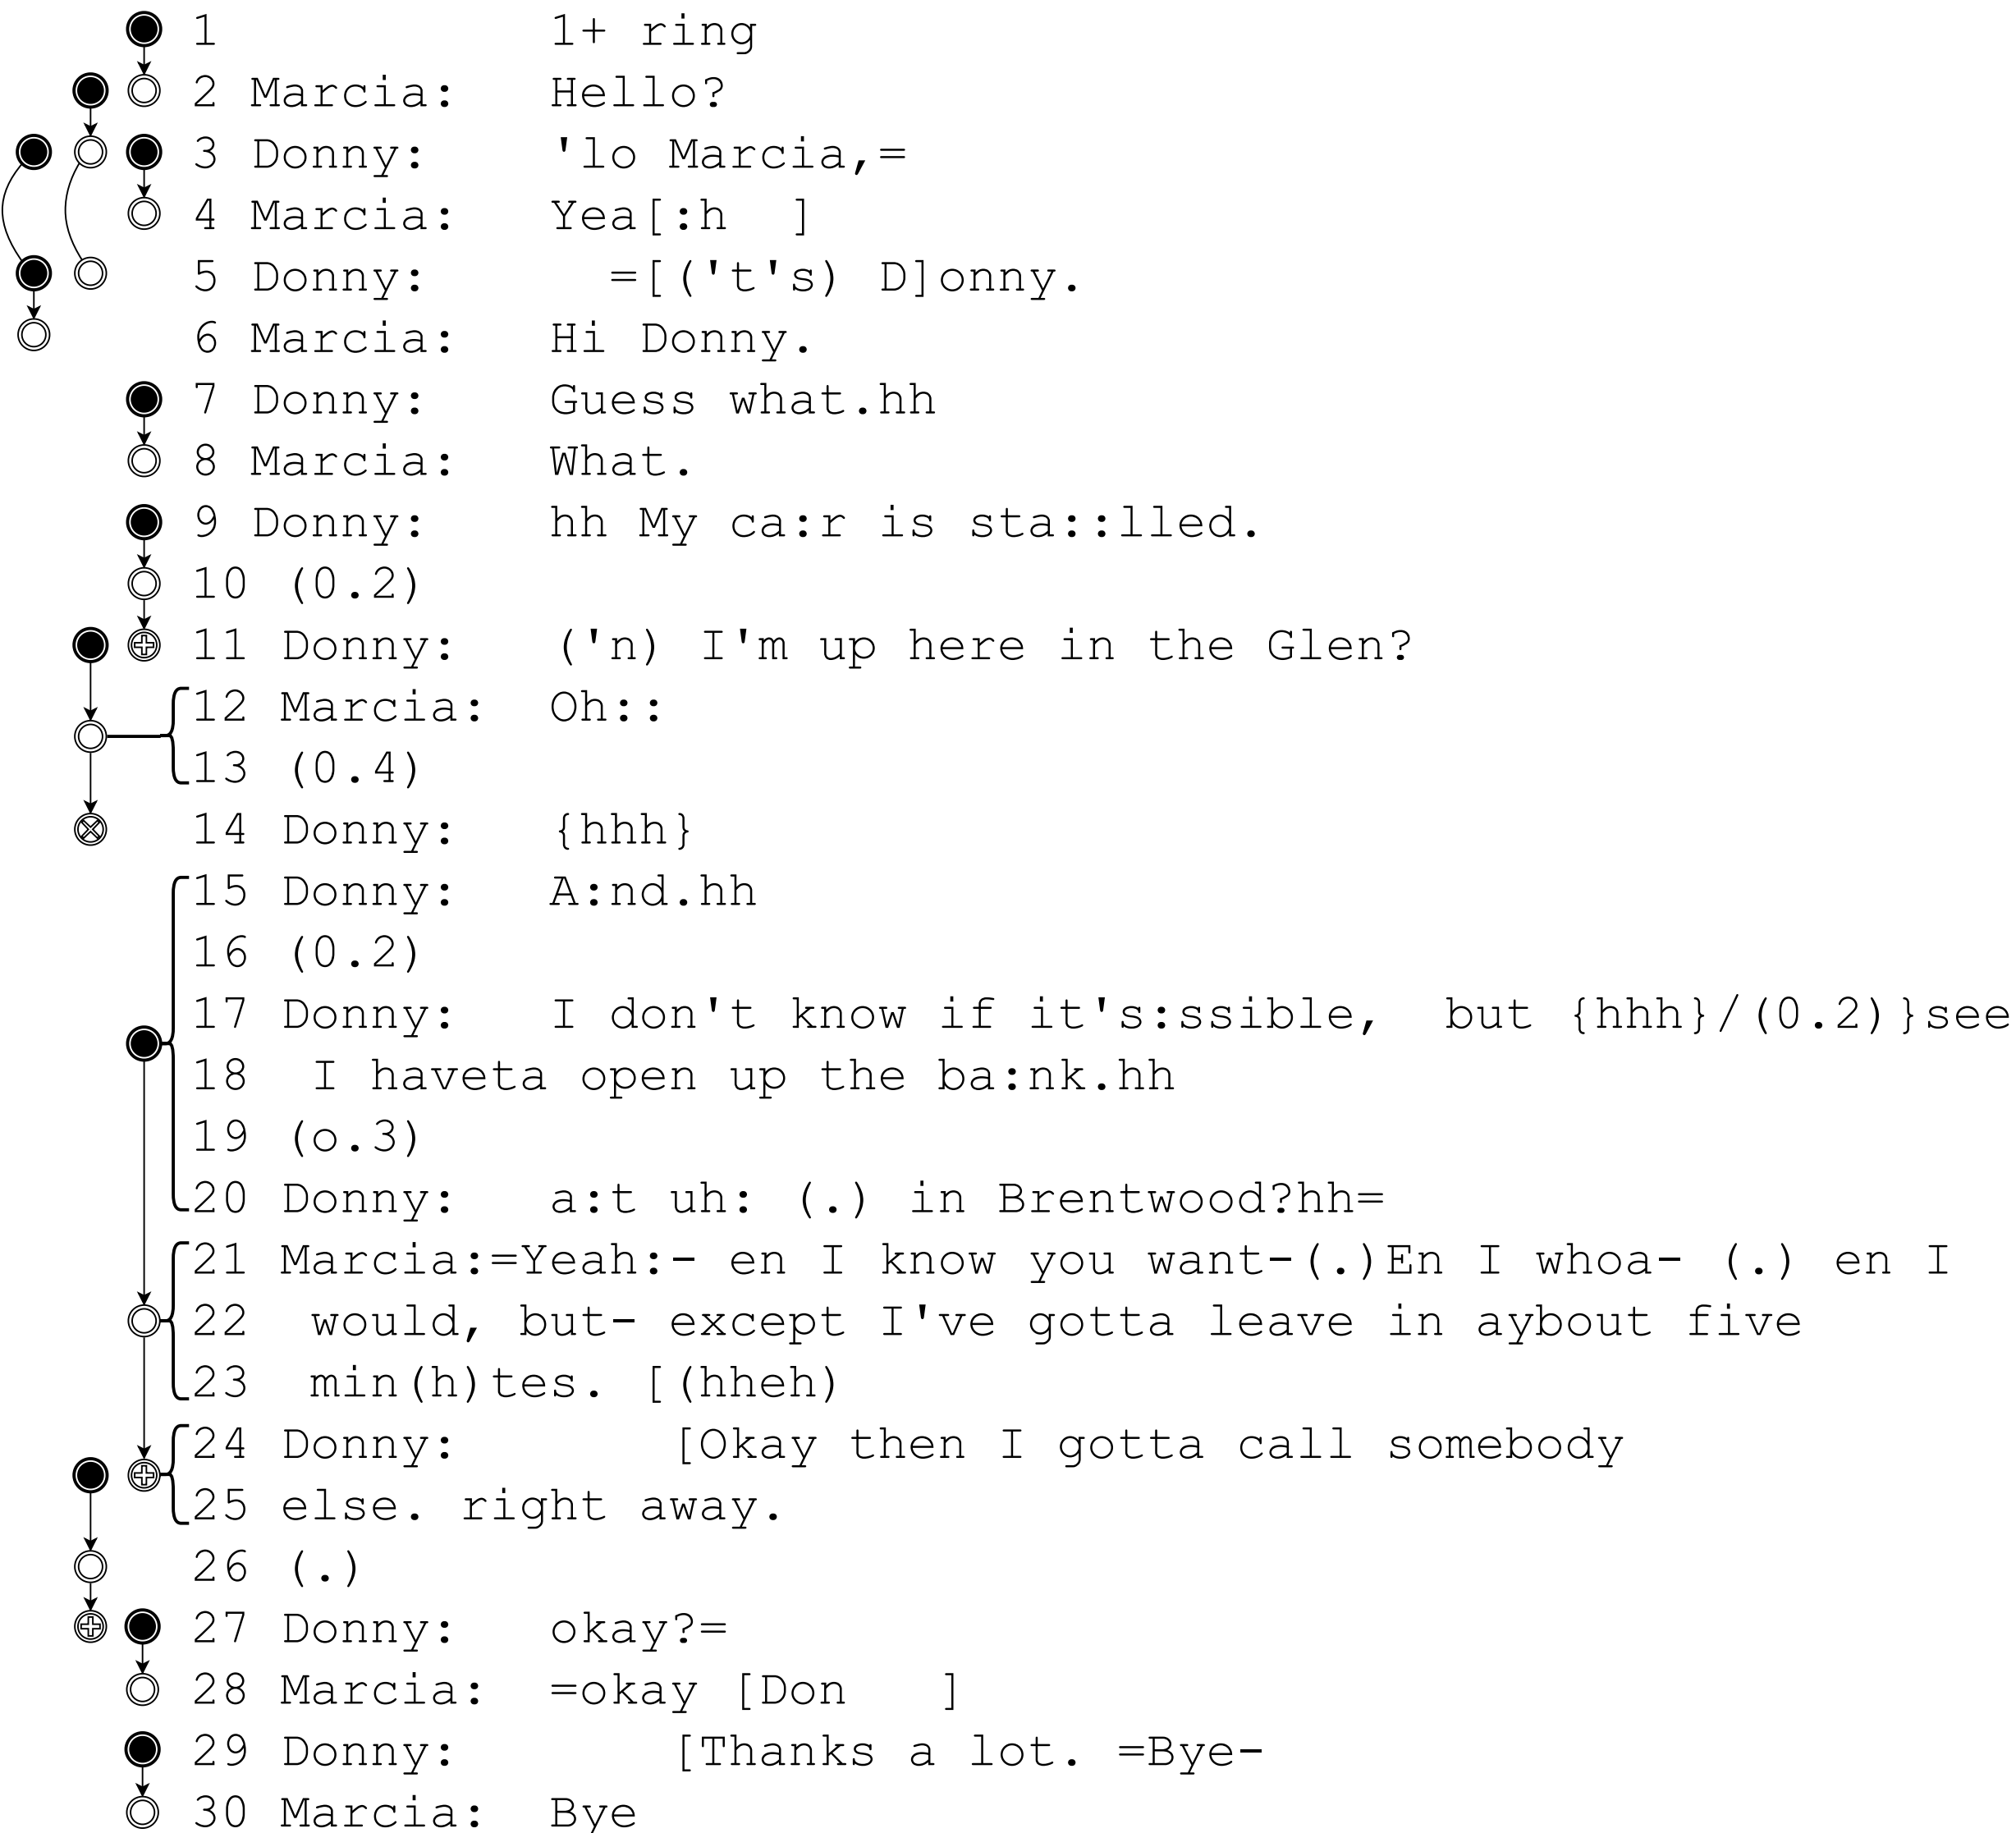 1 1+ ring
2 Marcia: Hello?
3 Donny: 'lo Marcia,=
4 Marcia: Yea[:h ]
5 Donny: =[('t's) D]onny.
6 Marcia: Hi Donny.
7 Donny: Guess what.hh
8 Marcia: What.
9 Donny: hh My ca:r is sta::lled.
10 (0.2)
11 Donny: ('n) I'm up here in the Glen?
12 Marcia: Oh::
13 (0.4)
14 Donny: {hhh}
15 Donny: A:nd.hh
16 (0.2)
17 Donny: I don't know if it's:ssible, but {hhh}/(0.2)}see
18 I haveta open up the ba:nk.hh
19 (o.3)
20 Donny: a:t uh: (.) in Brentwood?hh=
21 Marcia:=Yeah:- en I know you want-(.)En I whoa- (.) en I
22 would, but- except I've gotta leave in aybout five
23 min(h)tes. [(hheh)
24 Donny: [Okay then I gotta call somebody
25 else. right away.
26 (.)
27 Donny: okay?=
28 Marcia: =okay [Don ]
29 Donny: [Thanks a lot. =Bye-
30 Marcia: Bye